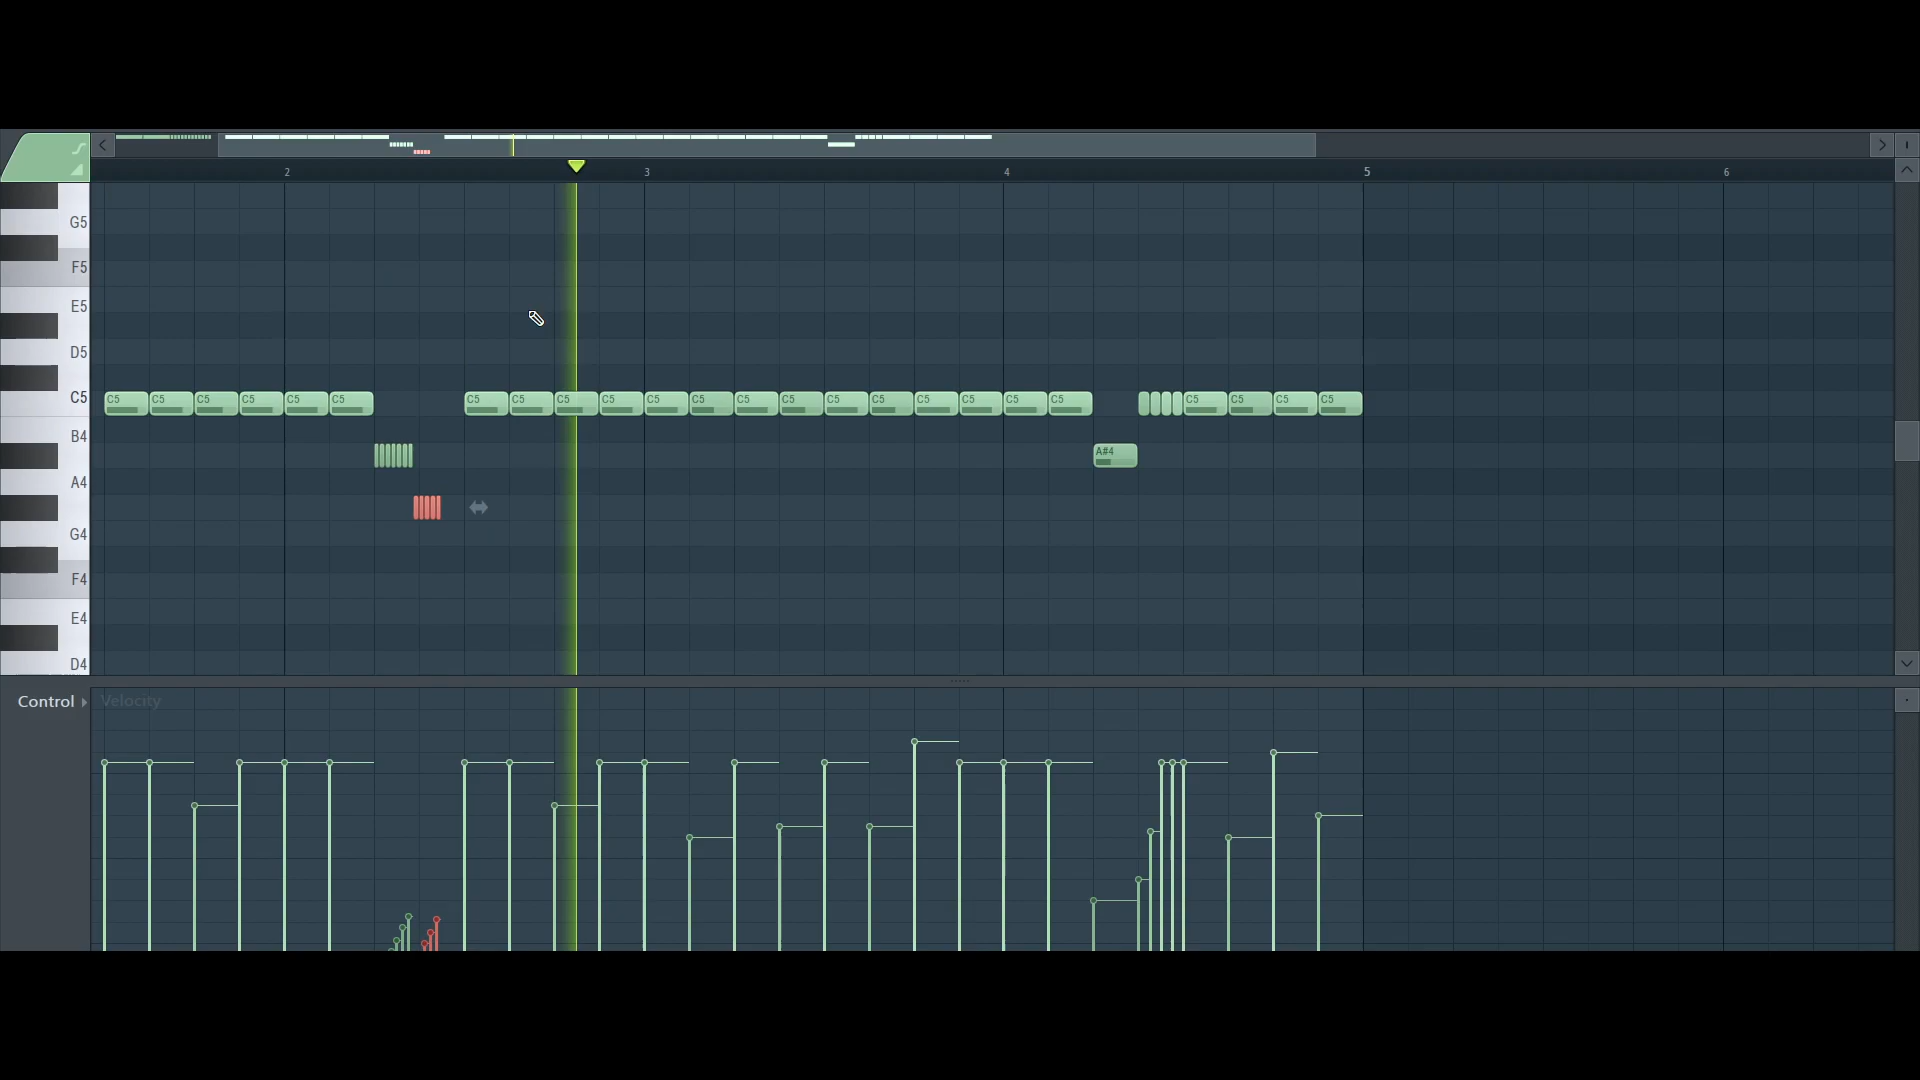 2 3 4 5 6
G5
F5
E5
D5
C5 C5 C5 C5 C5 C5 C5 C5 C5 C5 C5 C5 C5 C5 C5 C5 C5 C5 C5 C5 C5 C5 C5 C5 C5
B4
A#4
A4
G4
F4
E4
D4
Control Velocity